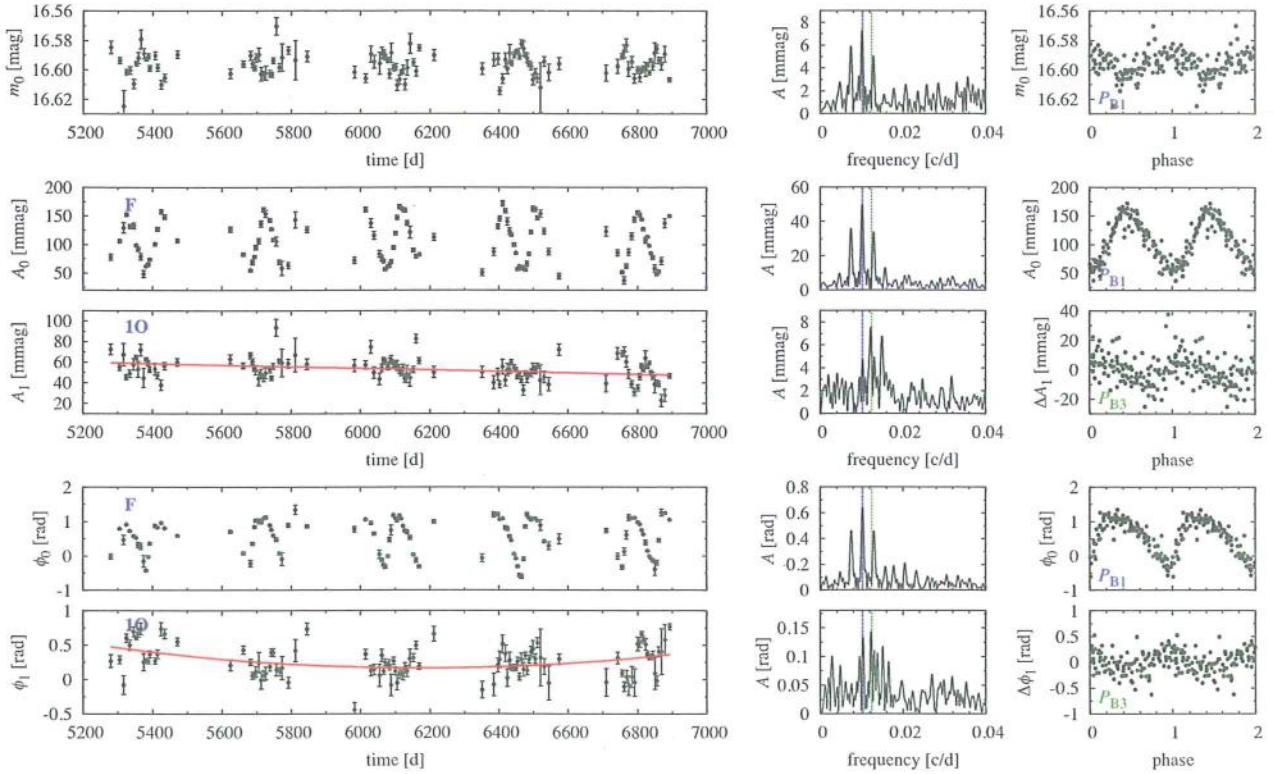 m0 [mag]
16.56
16.58
16.60
16.62
5200 5400 5600 5800 6000 6200 6400 6600 6800 7000
time [d]
A [mmag]
8
6
4
2
0
0 0.02 0.04
frequency [c/d]
m0 [mag]
16.56
16.58
16.60
16.62
PB1
0 1 2
phase
A0 [mmag]
200
150
100
50
F
A [mmag]
60
40
20
0
A0 [mmag]
200
150
100
50
PB1
A1 [mmag]
100
80
60
40
20
1O
5200 5400 5600 5800 6000 6200 6400 6600 6800 7000
time [d]
A [mmag]
8
6
4
2
0
0 0.02 0.04
frequency [c/d]
ΔA1 [mmag]
40
20
0
-20
PB3
0 1 2
phase
ϕ0 [rad]
2
1
0
-1
F
A [rad]
0.8
0.6
0.4
0.2
0
ϕ0 [rad]
2
1
0
-1
PB1
ϕ1 [rad]
1
0.5
0
-0.5
1O
5200 5400 5600 5800 6000 6200 6400 6600 6800 7000
time [d]
A [rad]
0.15
0.10
0.05
0
0 0.02 0.04
frequency [c/d]
Δϕ1 [rad]
1
0.5
0
-0.5
-1
PB3
0 1 2
phase